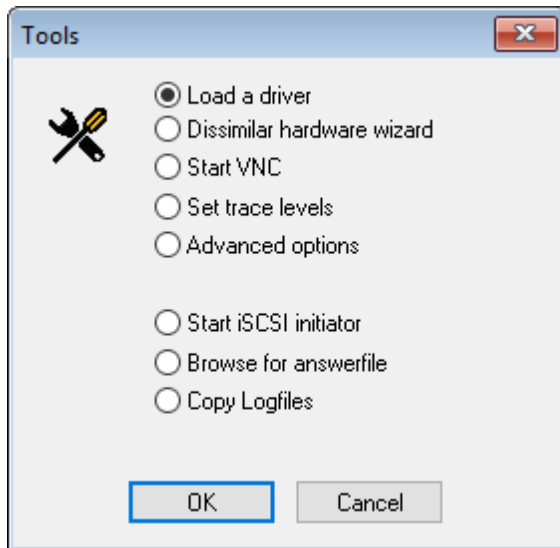 Tools
Load a driver
Dissimilar hardware wizard
Start VNC
Set trace levels
Advanced options
Start iSCSI initiator
Browse for answerfile
Copy Logfiles
OK
Cancel